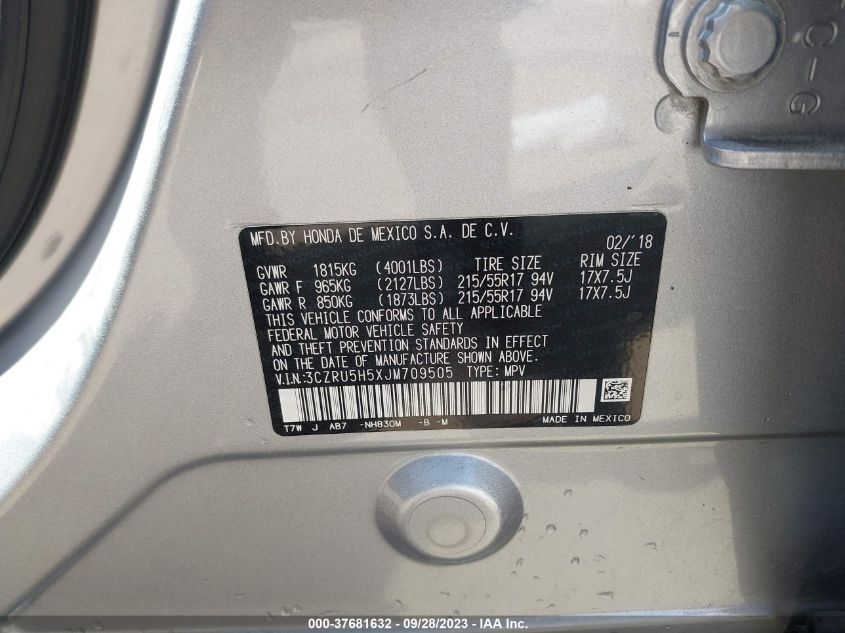 C-G
MFD.BY HONDA DE MEXICO S.A. DE C.V. 02/'18
GVWR 1815KG (4001LBS) TIRE SIZE RIM SIZE
GAWR F 965KG (2127LBS) 215/55R17 94V 17X7.5J
GAWR R 850KG (1873LBS) 215/55R17 94V 17X7.5J
THIS VEHICLE CONFORMS TO ALL APPLICABLE
FEDERAL MOTOR VEHICLE SAFETY
AND THEFT PREVENTION STANDARDS IN EFFECT
ON THE DATE OF MANUFACTURE SHOWN ABOVE.
V.I.N:3CZRU5H5XJM709505 TYPE: MPV
T7W J AB7 -NH830M -B -M MADE IN MEXICO
000-37681632 - 09/28/2023 - IAA Inc.